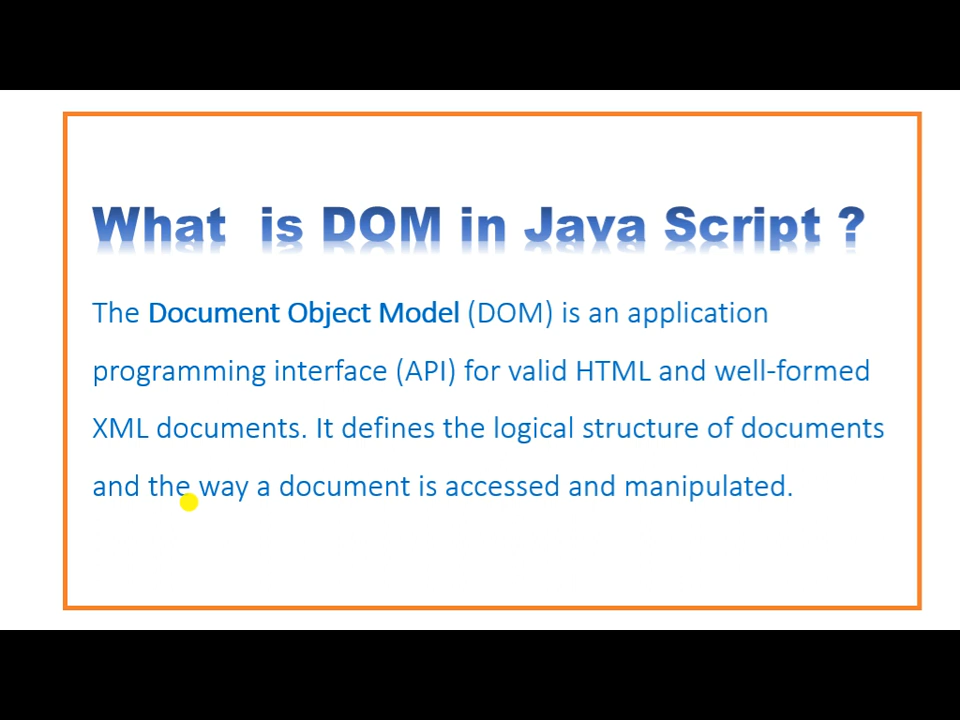 What is DOM in Java Script ?
The Document Object Model (DOM) is an application
programming interface (API) for valid HTML and well-formed
XML documents. It defines the logical structure of documents
and the way a document is accessed and manipulated.